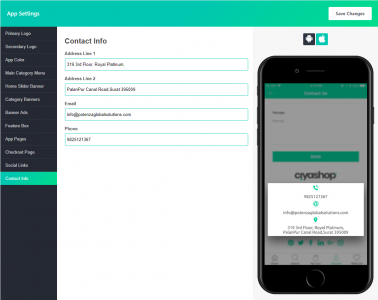 App Settings
Save Changes
Primary Logo
Secondary Logo
App Color
Main Category Menu
Home Slider Banner
Category Banners
Banner Ads
Feature Box
App Pages
Checkout Page
Social Links
Contact Info
Contact Info
Address Line 1
319 3rd Floor, Royal Platinum,
Address Line 2
PalanPur Canal Road,Surat 395009
Email
info@potenzaglobalsolutions.com
Phone
9825121367
Contact Us
ciyashop
9825121367
info@potenzaglobalsolutions.com
319 3rd Floor, Royal Platinum,
PalanPur Canal Road,Surat 395009